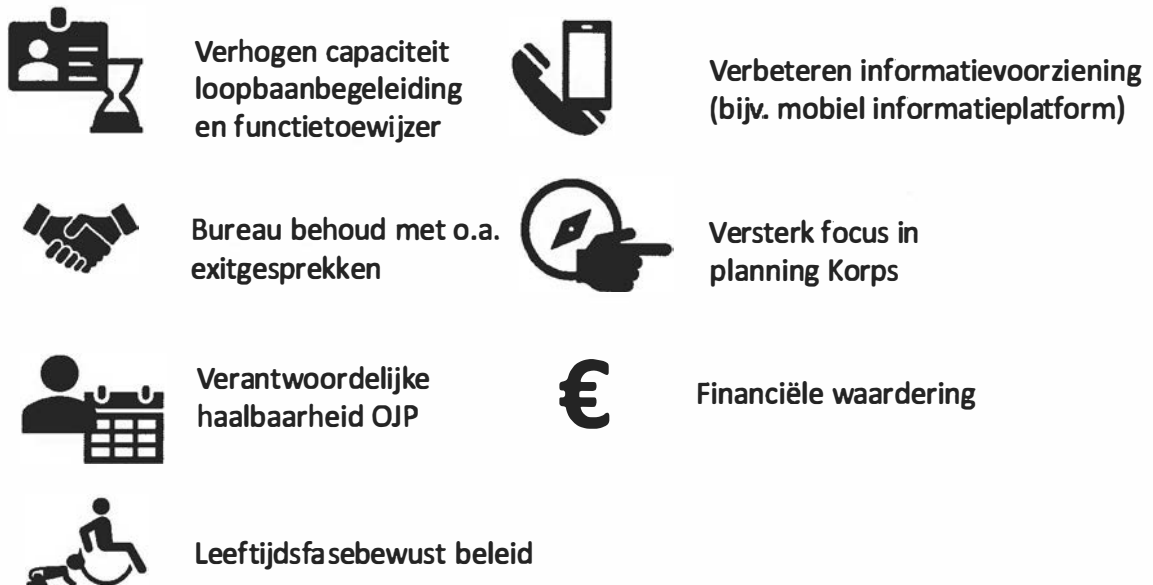 Verhogen capaciteit
loopbaanbegeleiding
en functietoewijzer
Verbeteren informatievoorziening
(bijv. mobiel informatieplatform)
Bureau behoud met o.a.
exitgesprekken
Versterk focus in
planning Korps
Verantwoordelijke
haalbaarheid OJP
€
Financiële waardering
Leeftijdsfasebewust beleid